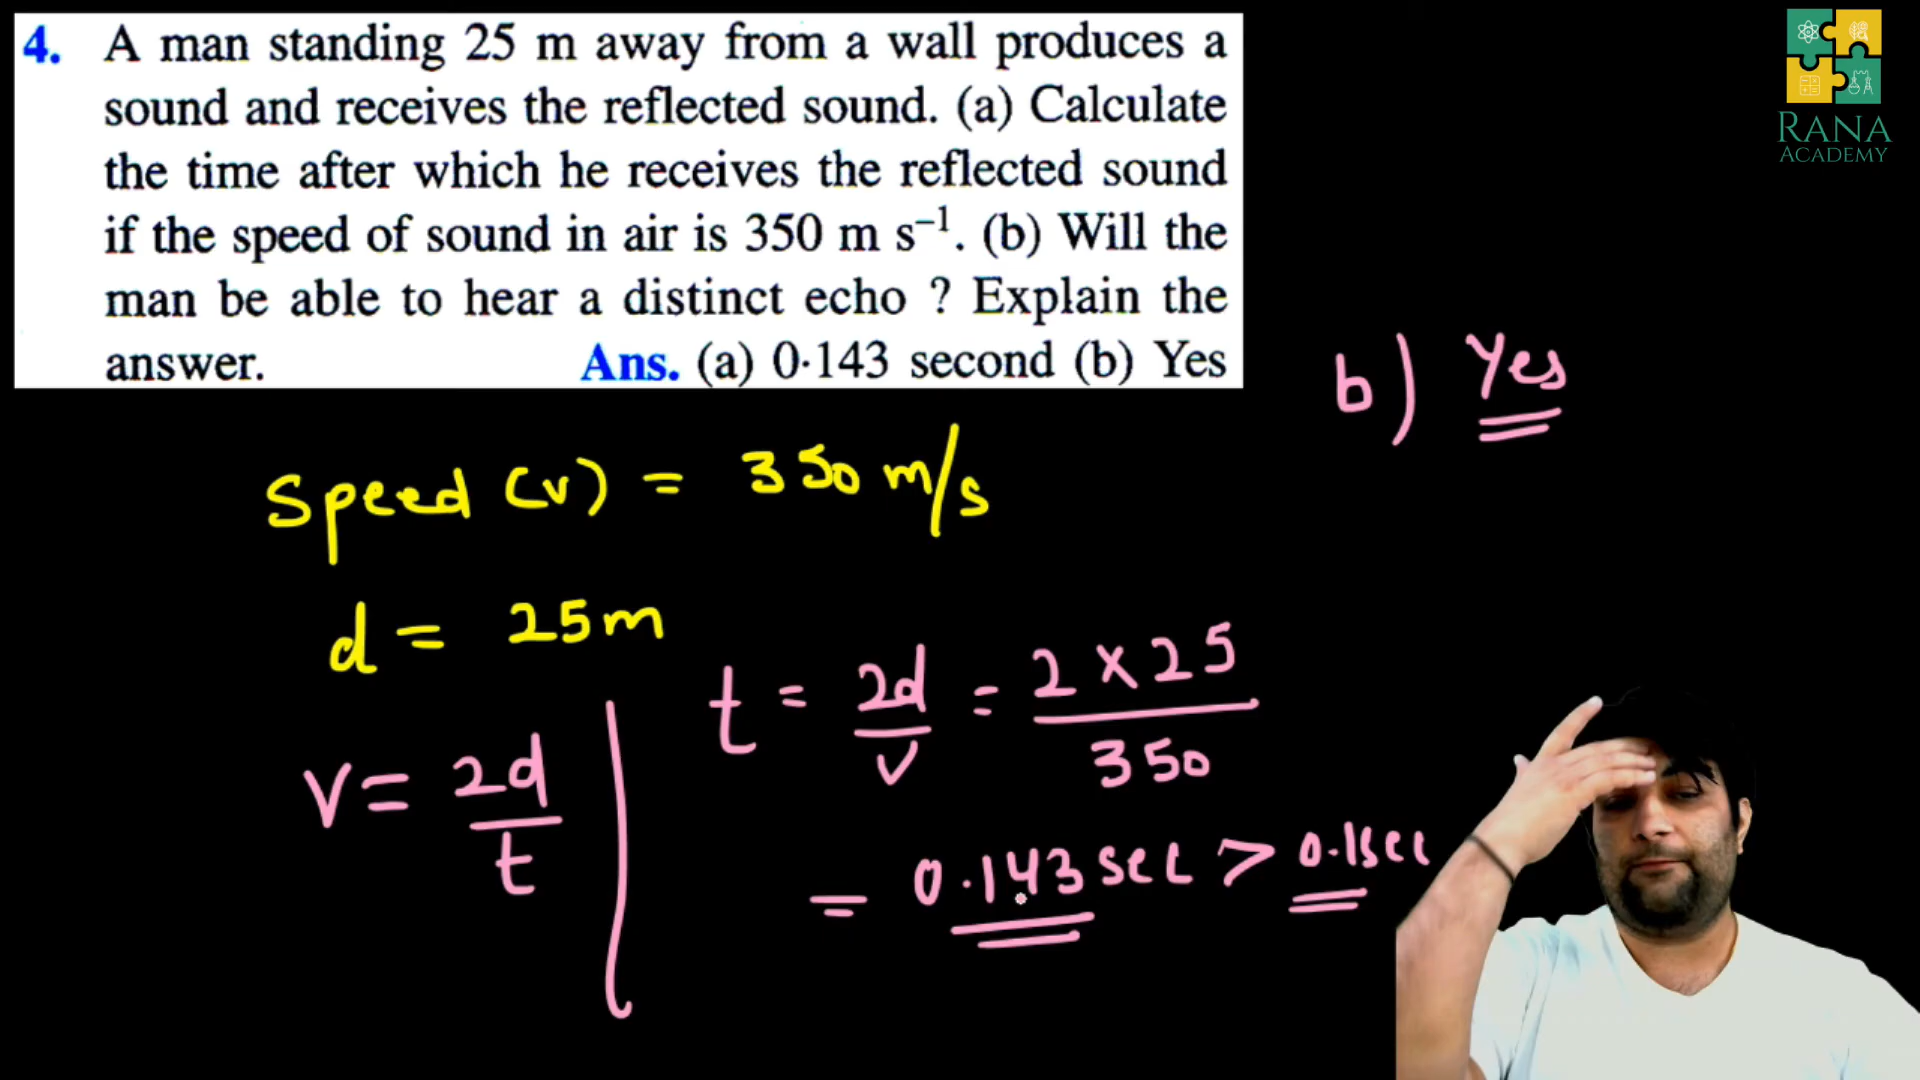 4. A man standing 25 m away from a wall produces a
sound and receives the reflected sound. (a) Calculate
the time after which he receives the reflected sound
if the speed of sound in air is 350 m s⁻¹. (b) Will the
man be able to hear a distinct echo ? Explain the
answer. Ans. (a) 0·143 second (b) Yes
RANA
ACADEMY
b) Yes
Speed (v) = 350 m/s
d = 25m
v = 2d/t
t = 2d/v = 2 × 25/350
= 0.143 sec > 0.1sec